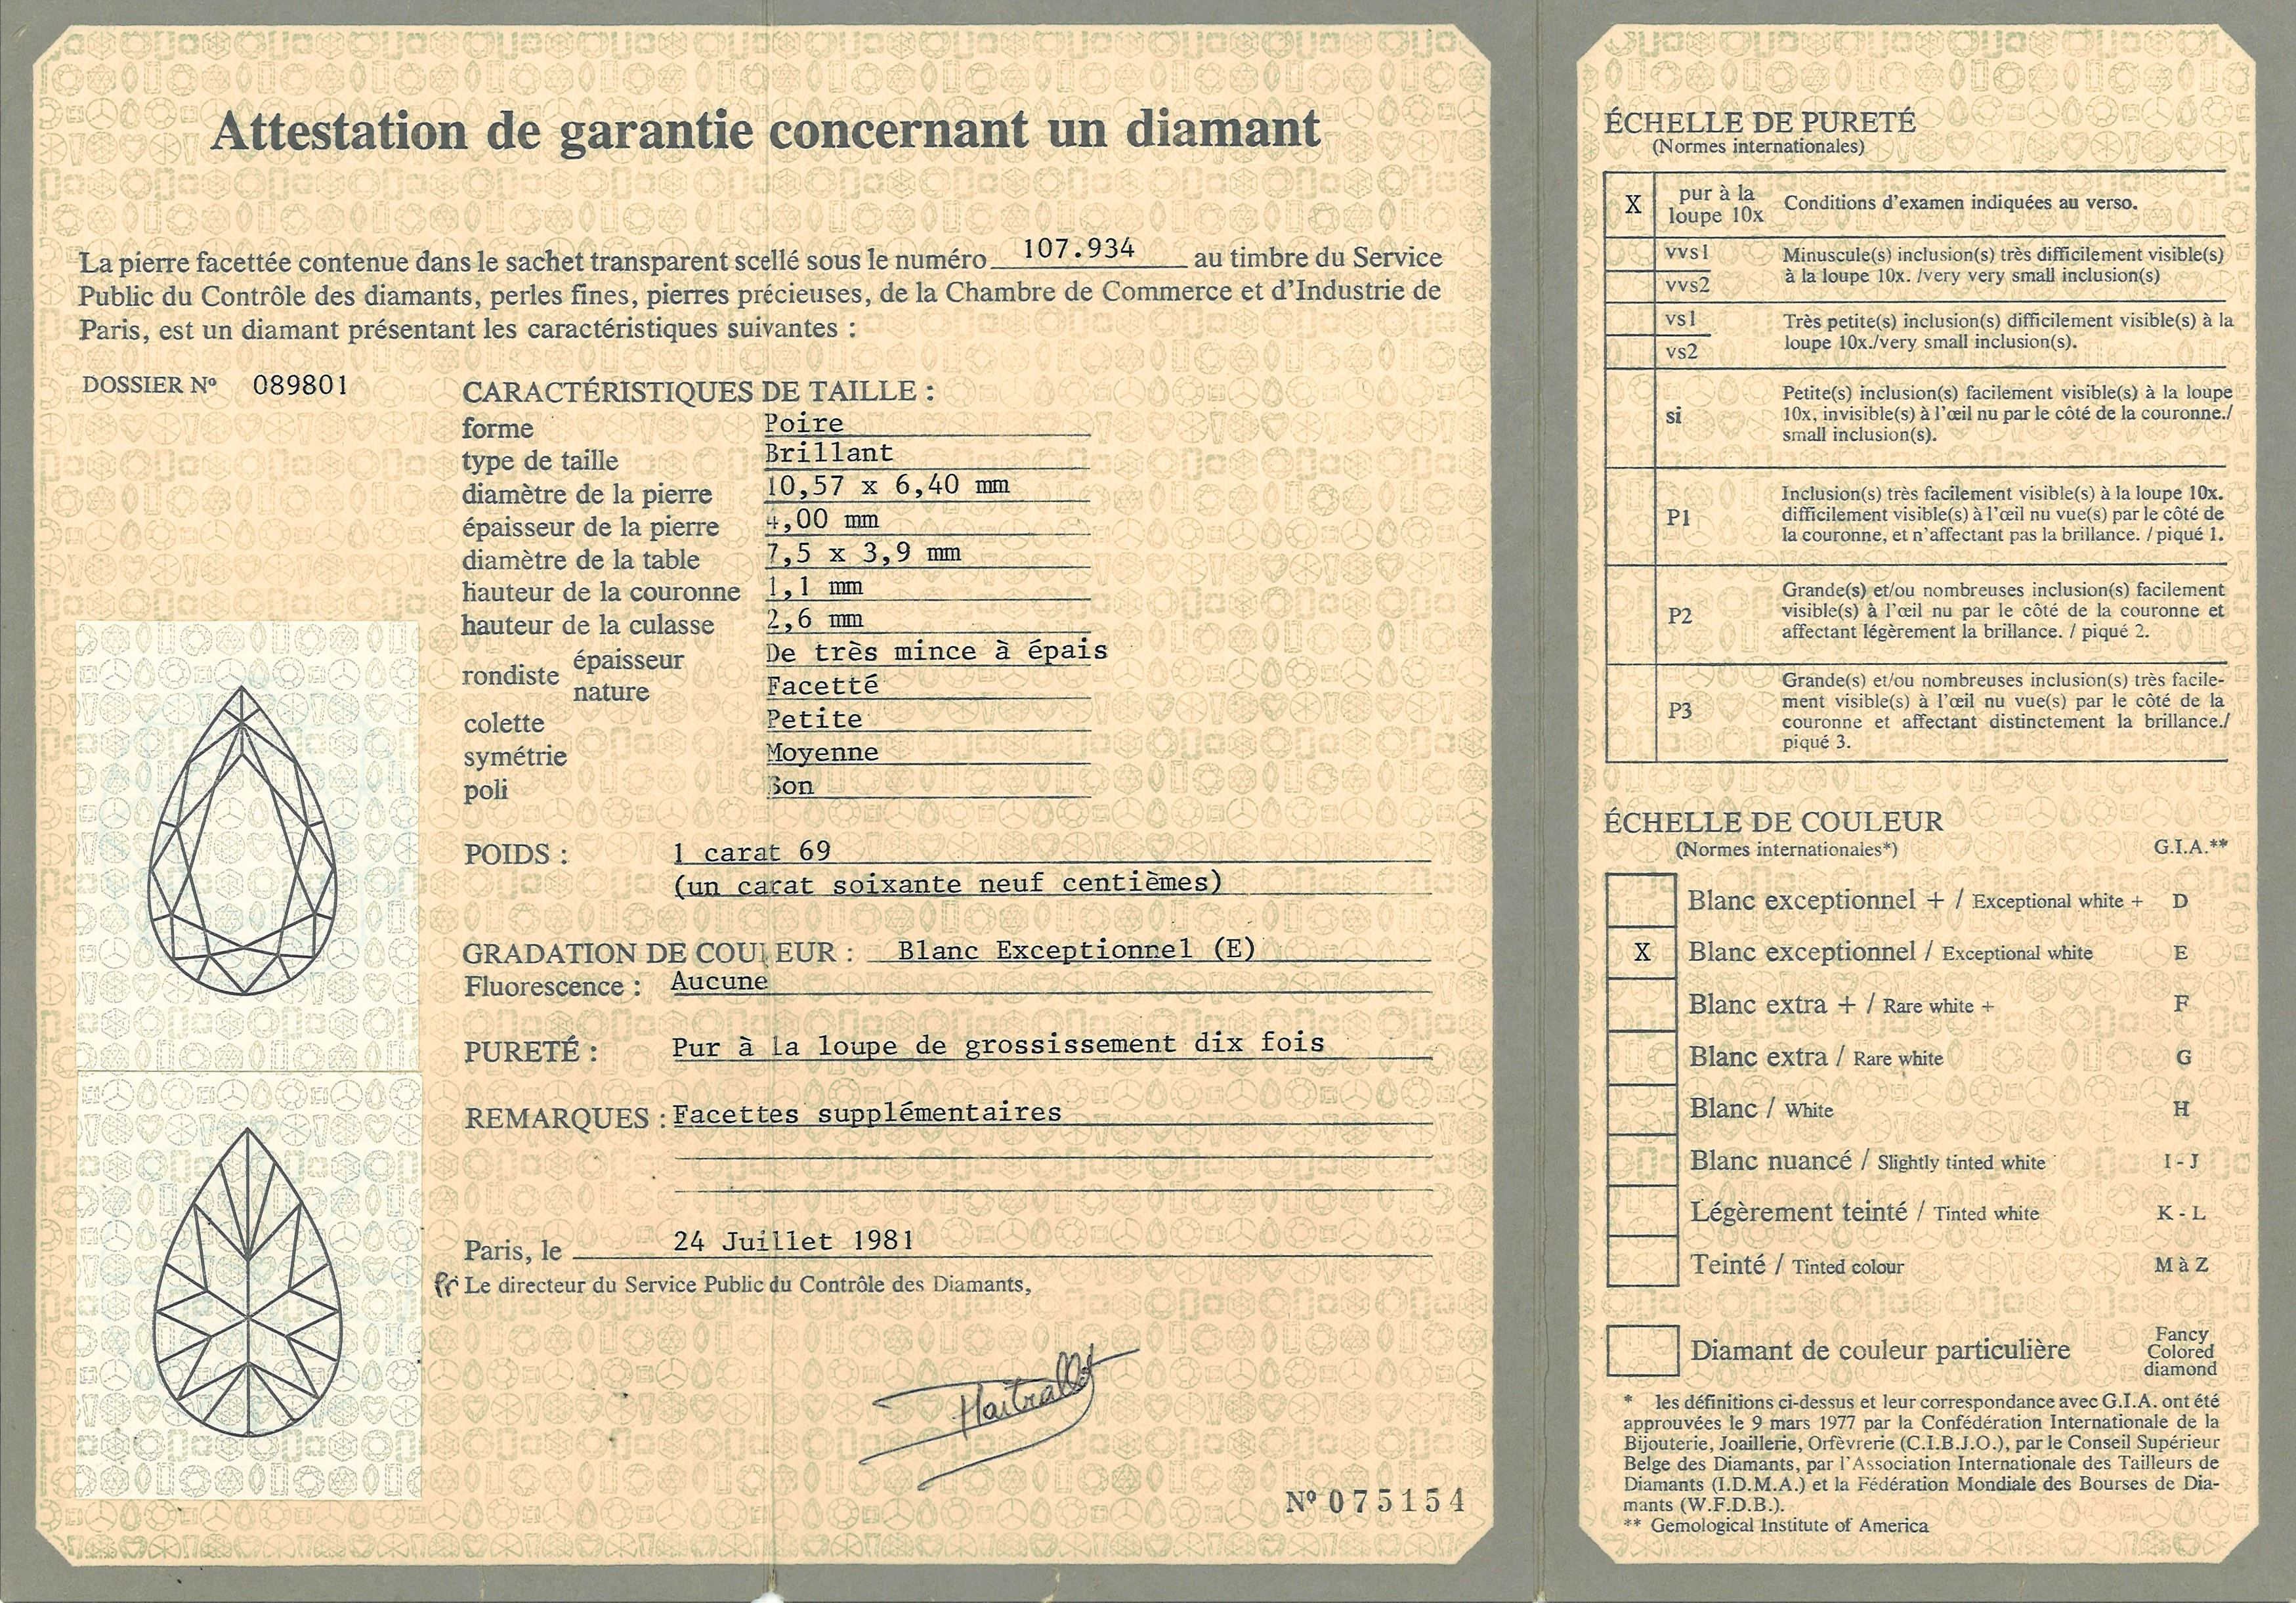 Attestation de garantie concernant un diamant
La pierre facettée contenue dans le sachet transparent scellé sous le numéro 107.934 au timbre du Service
Public du Contrôle des diamants, perles fines, pierres précieuses, de la Chambre de Commerce et d'Industrie de
Paris, est un diamant présentant les caractéristiques suivantes :
DOSSIER Nº 089801
CARACTÉRISTIQUES DE TAILLE :
forme Poire
type de taille Brillant
diamètre de la pierre 10,57 x 6,40 mm
épaisseur de la pierre 4,00 mm
diamètre de la table 7,5 x 3,9 mm
hauteur de la couronne 1,1 mm
hauteur de la culasse 2,6 mm
rondiste épaisseur De très mince à épais
nature Facetté
colette Petite
symétrie Moyenne
poli Bon
POIDS : 1 carat 69
(un carat soixante neuf centièmes)
GRADATION DE COULEUR : Blanc Exceptionnel (E)
Fluorescence : Aucune
PURETÉ : Pur à la loupe de grossissement dix fois
REMARQUES : Facettes supplémentaires
Paris, le 24 Juillet 1981
Pr Le directeur du Service Public du Contrôle des Diamants,
Nº 075154
ÉCHELLE DE PURETÉ
(Normes internationales)
X pur à la loupe 10x Conditions d'examen indiquées au verso.
vvs1 Minuscule(s) inclusion(s) très difficilement visible(s)
vvs2 à la loupe 10x. /very very small inclusion(s)
vs1 Très petite(s) inclusion(s) difficilement visible(s) à la
vs2 loupe 10x./very small inclusion(s).
Petite(s) inclusion(s) facilement visible(s) à la loupe
si 10x, invisible(s) à l'œil nu par le côté de la couronne./
small inclusion(s).
Inclusion(s) très facilement visible(s) à la loupe 10x.
P1 difficilement visible(s) à l'œil nu vue(s) par le côté de
la couronne, et n'affectant pas la brillance. / piqué 1.
Grande(s) et/ou nombreuses inclusion(s) facilement
P2 visible(s) à l'œil nu par le côté de la couronne et
affectant légèrement la brillance. / piqué 2.
Grande(s) et/ou nombreuses inclusion(s) très facile-
ment visible(s) à l'œil nu vue(s) par le côté de la
P3 couronne et affectant distinctement la brillance./
piqué 3.
ÉCHELLE DE COULEUR
(Normes internationales*) G.I.A.**
Blanc exceptionnel + / Exceptional white + D
X Blanc exceptionnel / Exceptional white E
Blanc extra + / Rare white + F
Blanc extra / Rare white G
Blanc / White H
Blanc nuancé / Slightly tinted white I - J
Légèrement teinté / Tinted white K - L
Teinté / Tinted colour M à Z
Diamant de couleur particulière Fancy Colored diamond
* les définitions ci-dessus et leur correspondance avec G.I.A. ont été
approuvées le 9 mars 1977 par la Confédération Internationale de la
Bijouterie, Joaillerie, Orfèvrerie (C.I.B.J.O.), par le Conseil Supérieur
Belge des Diamants, par l'Association Internationale des Tailleurs de
Diamants (I.D.M.A.) et la Fédération Mondiale des Bourses de Dia-
mants (W.F.D.B.).
** Gemological Institute of America